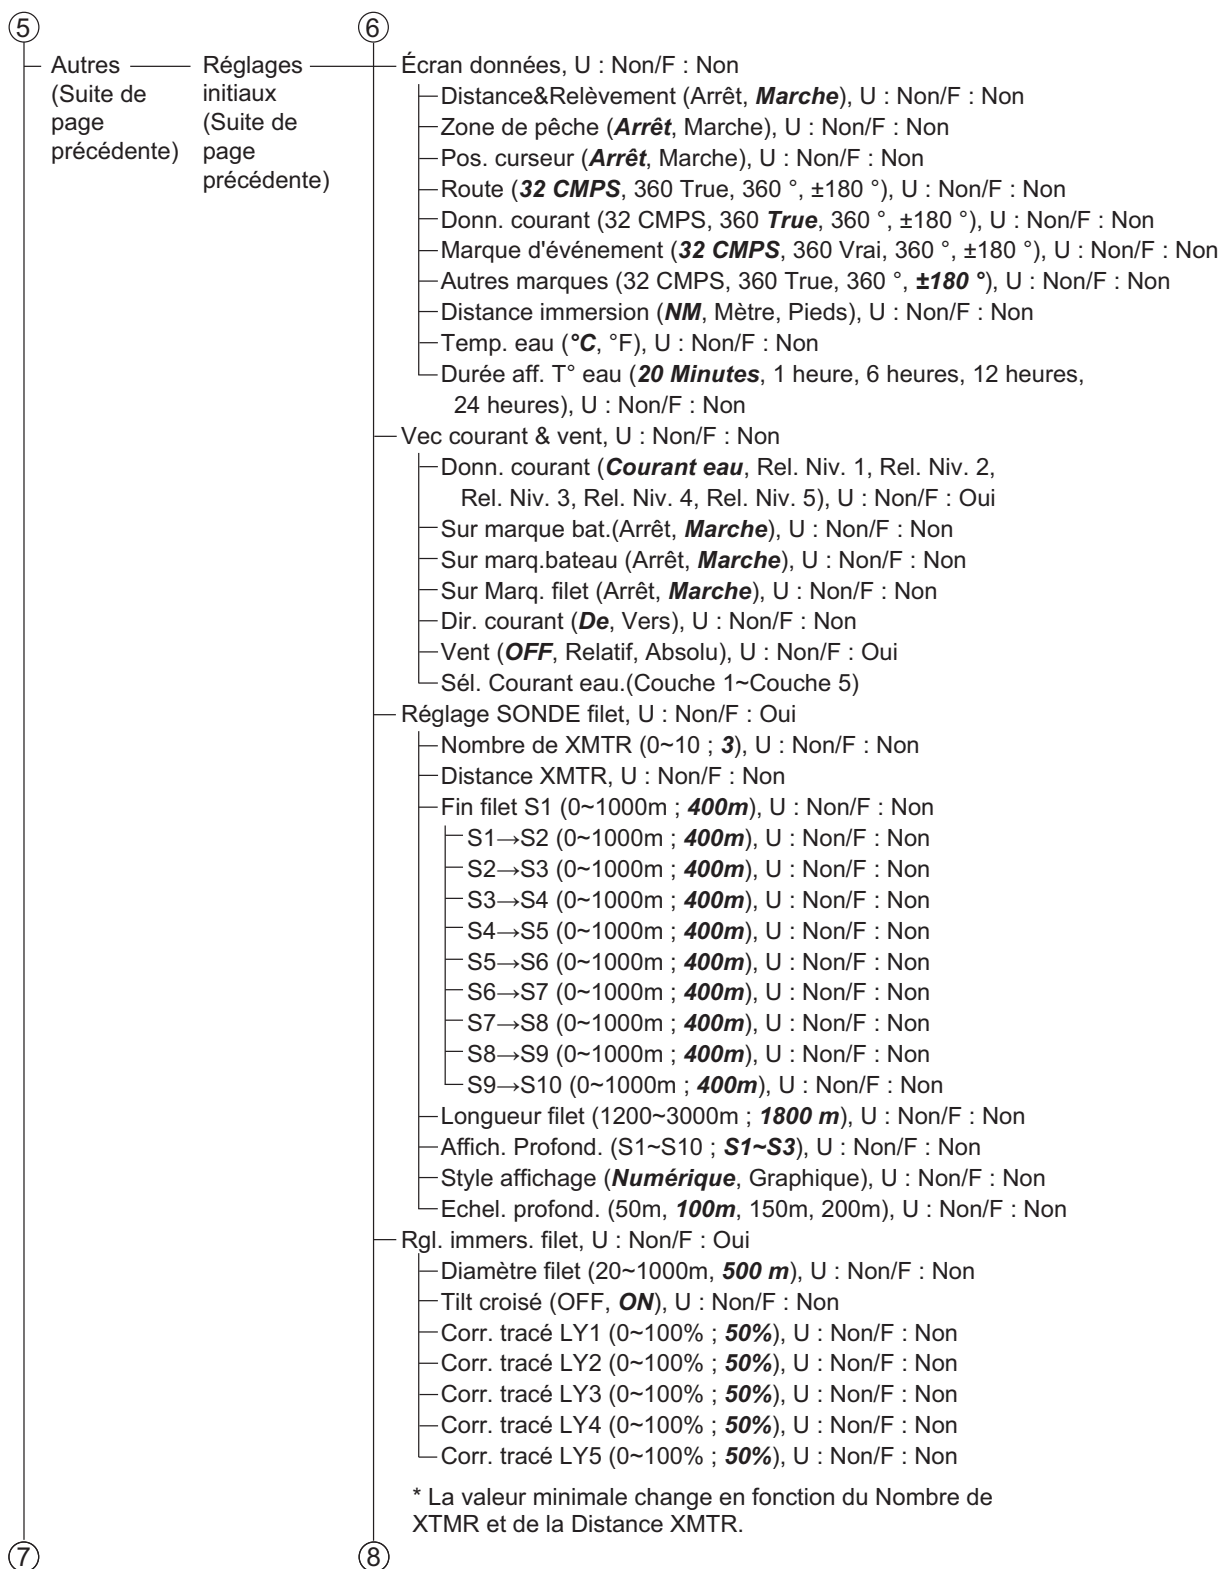 5
6
Autres
(Suite de
page
précédente)
Réglages
initiaux
(Suite de
page
précédente)
Écran données, U : Non/F : Non
Distance&Relèvement (Arrêt, Marche), U : Non/F : Non
Zone de pêche (Arrêt, Marche), U : Non/F : Non
Pos. curseur (Arrêt, Marche), U : Non/F : Non
Route (32 CMPS, 360 True, 360 °, ±180 °), U : Non/F : Non
Donn. courant (32 CMPS, 360 True, 360 °, ±180 °), U : Non/F : Non
Marque d'événement (32 CMPS, 360 Vrai, 360 °, ±180 °), U : Non/F : Non
Autres marques (32 CMPS, 360 True, 360 °, ±180 °), U : Non/F : Non
Distance immersion (NM, Mètre, Pieds), U : Non/F : Non
Temp. eau (°C, °F), U : Non/F : Non
Durée aff. T° eau (20 Minutes, 1 heure, 6 heures, 12 heures,
24 heures), U : Non/F : Non
Vec courant & vent, U : Non/F : Non
Donn. courant (Courant eau, Rel. Niv. 1, Rel. Niv. 2,
Rel. Niv. 3, Rel. Niv. 4, Rel. Niv. 5), U : Non/F : Oui
Sur marque bat.(Arrêt, Marche), U : Non/F : Non
Sur marq.bateau (Arrêt, Marche), U : Non/F : Non
Sur Marq. filet (Arrêt, Marche), U : Non/F : Non
Dir. courant (De, Vers), U : Non/F : Non
Vent (OFF, Relatif, Absolu), U : Non/F : Oui
Sél. Courant eau.(Couche 1~Couche 5)
Réglage SONDE filet, U : Non/F : Oui
Nombre de XMTR (0~10 ; 3), U : Non/F : Non
Distance XMTR, U : Non/F : Non
Fin filet S1 (0~1000m ; 400m), U : Non/F : Non
S1→S2 (0~1000m ; 400m), U : Non/F : Non
S2→S3 (0~1000m ; 400m), U : Non/F : Non
S3→S4 (0~1000m ; 400m), U : Non/F : Non
S4→S5 (0~1000m ; 400m), U : Non/F : Non
S5→S6 (0~1000m ; 400m), U : Non/F : Non
S6→S7 (0~1000m ; 400m), U : Non/F : Non
S7→S8 (0~1000m ; 400m), U : Non/F : Non
S8→S9 (0~1000m ; 400m), U : Non/F : Non
S9→S10 (0~1000m ; 400m), U : Non/F : Non
Longueur filet (1200~3000m ; 1800 m), U : Non/F : Non
Affich. Profond. (S1~S10 ; S1~S3), U : Non/F : Non
Style affichage (Numérique, Graphique), U : Non/F : Non
Echel. profond. (50m, 100m, 150m, 200m), U : Non/F : Non
Rgl. immers. filet, U : Non/F : Oui
Diamètre filet (20~1000m, 500 m), U : Non/F : Non
Tilt croisé (OFF, ON), U : Non/F : Non
Corr. tracé LY1 (0~100% ; 50%), U : Non/F : Non
Corr. tracé LY2 (0~100% ; 50%), U : Non/F : Non
Corr. tracé LY3 (0~100% ; 50%), U : Non/F : Non
Corr. tracé LY4 (0~100% ; 50%), U : Non/F : Non
Corr. tracé LY5 (0~100% ; 50%), U : Non/F : Non
* La valeur minimale change en fonction du Nombre de
XTMR et de la Distance XMTR.
7
8